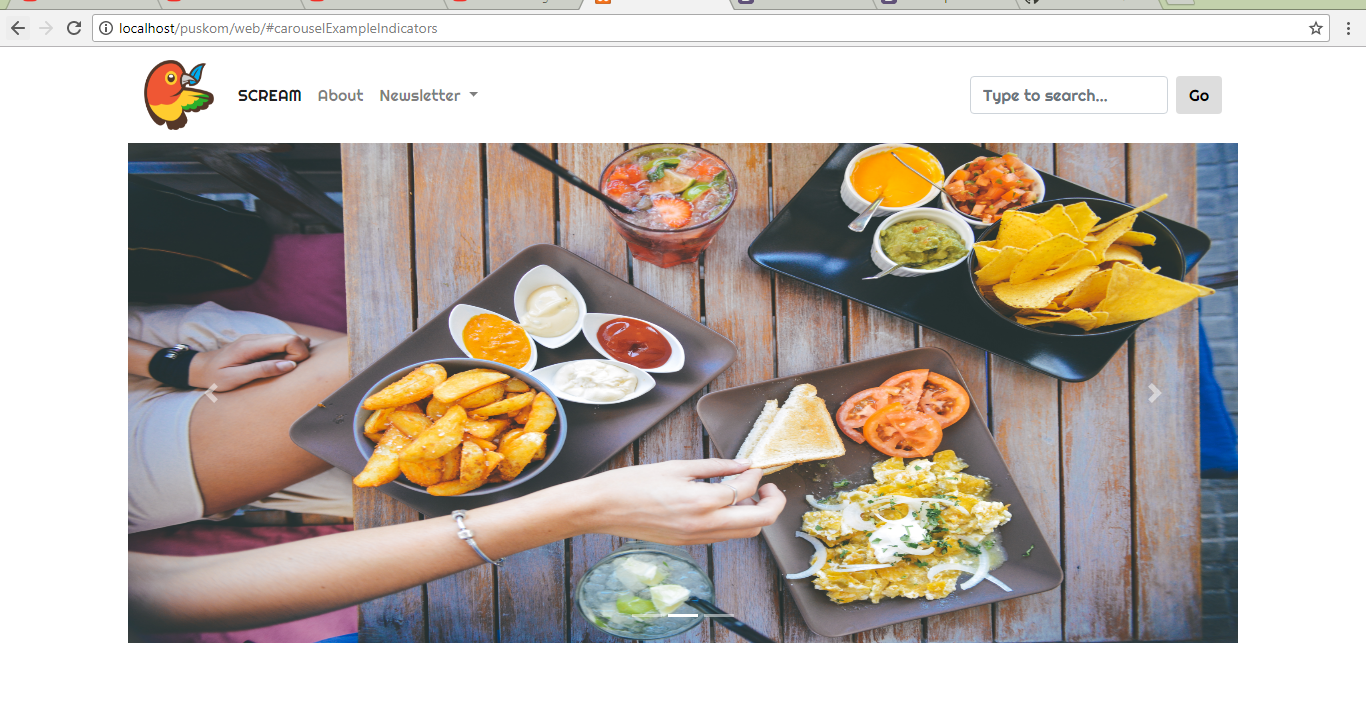 localhost/puskom/web/#carouselExampleIndicators
SCREAM About Newsletter
Type to search...
Go